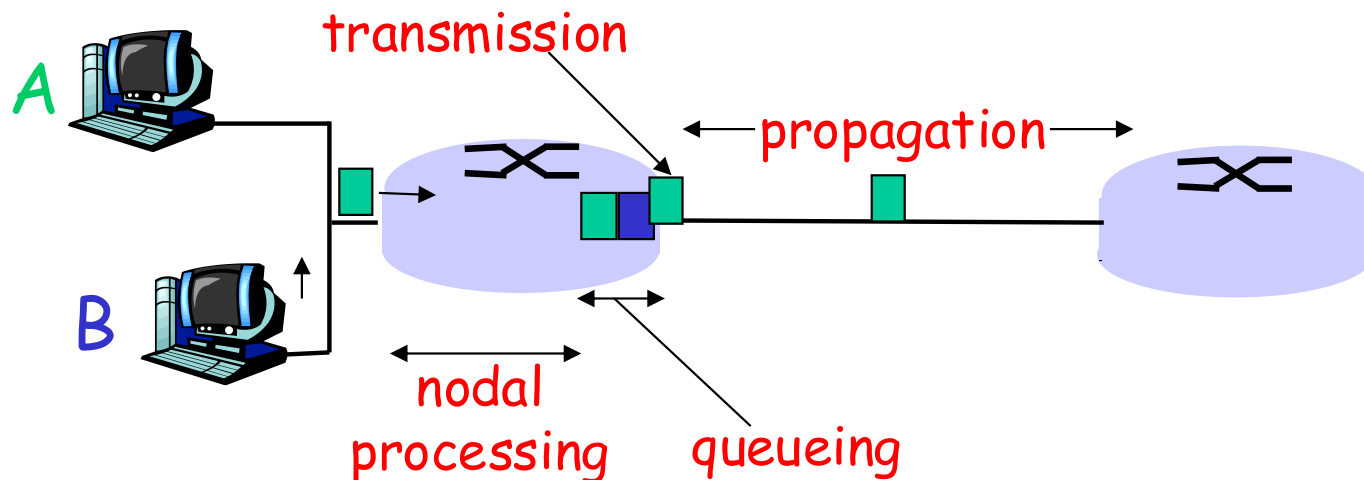 transmission
A
propagation
B
nodal
processing
queueing